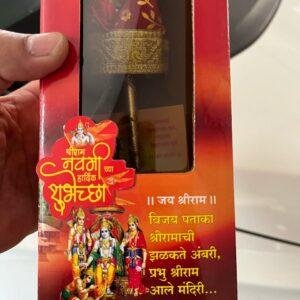 श्रीराम
नवमी च्या
हार्दिक
शुभेच्छा
॥ जय श्रीराम ॥
विजय पताका
श्रीरामाची
झळकते अंबरी,
प्रभु श्रीराम
आले मंदिरी...